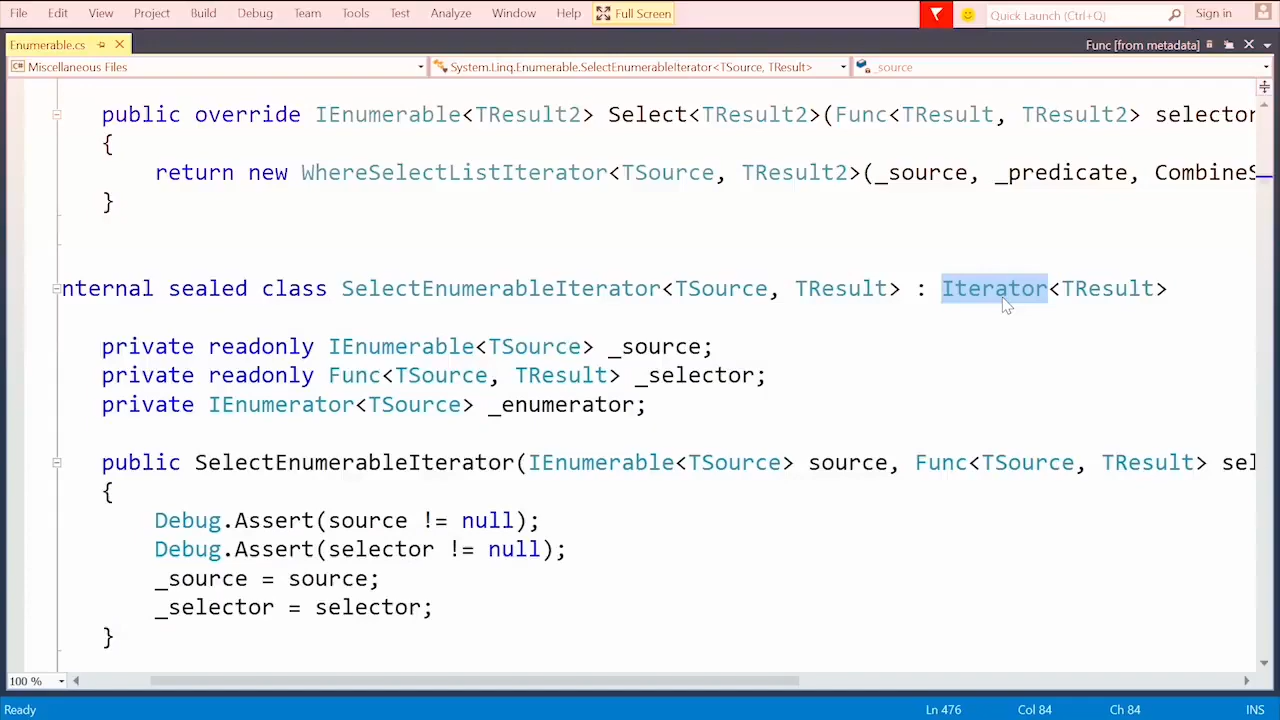 File Edit View Project Build Debug Team Tools Test Analyze Window Help Full Screen Quick Launch (Ctrl+Q) Sign in
Enumerable.cs Func [from metadata]
C# Miscellaneous Files System.Linq.Enumerable.SelectEnumerableIterator<TSource, TResult> _source
public override IEnumerable<TResult2> Select<TResult2>(Func<TResult, TResult2> selector
{
return new WhereSelectListIterator<TSource, TResult2>(_source, _predicate, CombineS
}
nternal sealed class SelectEnumerableIterator<TSource, TResult> : Iterator<TResult>
private readonly IEnumerable<TSource> _source;
private readonly Func<TSource, TResult> _selector;
private IEnumerator<TSource> _enumerator;
public SelectEnumerableIterator(IEnumerable<TSource> source, Func<TSource, TResult> sel
{
Debug.Assert(source != null);
Debug.Assert(selector != null);
_source = source;
_selector = selector;
}
100 %
Ready Ln 476 Col 84 Ch 84 INS